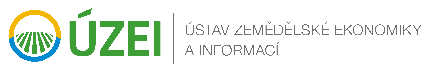 ÚZEI
ÚSTAV ZEMĚDĚLSKÉ EKONOMIKY
A INFORMACÍ